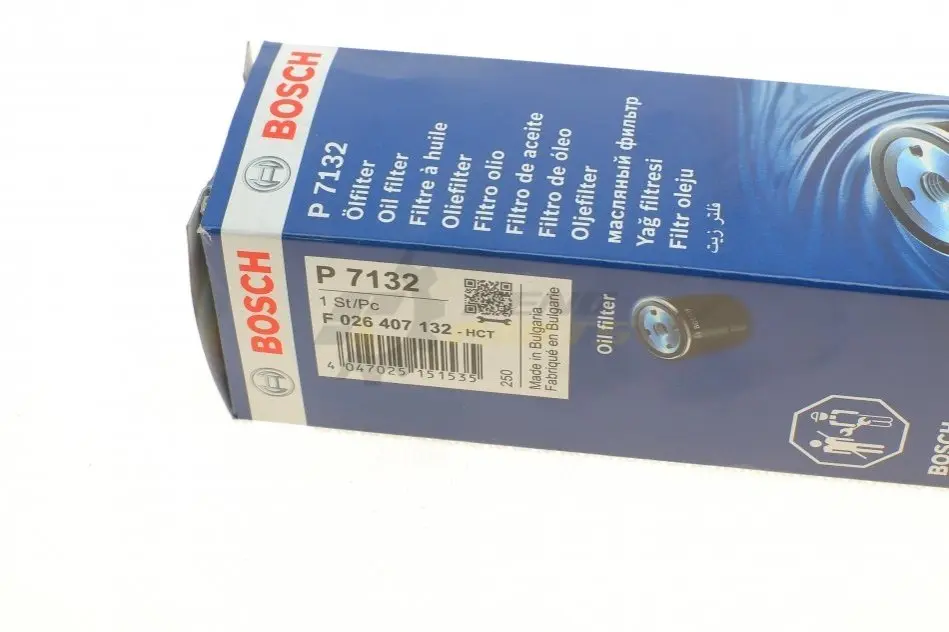 BOSCH
P 7132
Ölfilter
Oil filter
Filtre à huile
Oliefilter
Filtro olio
Filtro de aceite
Filtro de óleo
Oljefilter
Масляный фильтр
Yağ filtresi
Filtr oleju
فلتر زيت
BOSCH
P 7132
1 St/Pc
F 026 407 132 - HCT
4 047025 151535
250
Made in Bulgaria
Fabriqué en Bulgarie
Oil filter
BOSCH